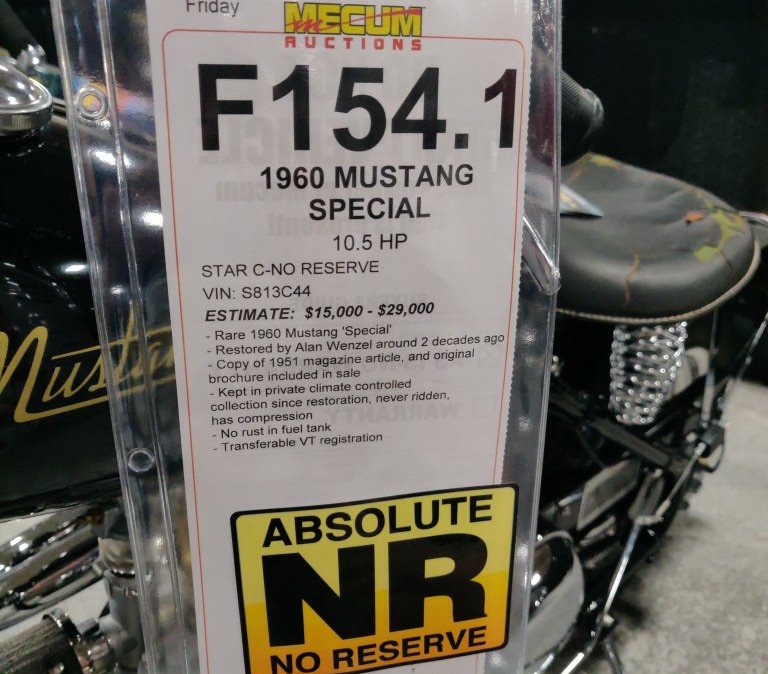 Friday
MECUM
AUCTIONS
F154.1
1960 MUSTANG
SPECIAL
10.5 HP
STAR C-NO RESERVE
VIN: S813C44
ESTIMATE: $15,000 - $29,000
- Rare 1960 Mustang 'Special'
- Restored by Alan Wenzel around 2 decades ago
- Copy of 1951 magazine article, and original
brochure included in sale
- Kept in private climate controlled
collection since restoration, never ridden,
has compression
- No rust in fuel tank
- Transferable VT registration
ABSOLUTE
NR
NO RESERVE
Mustang